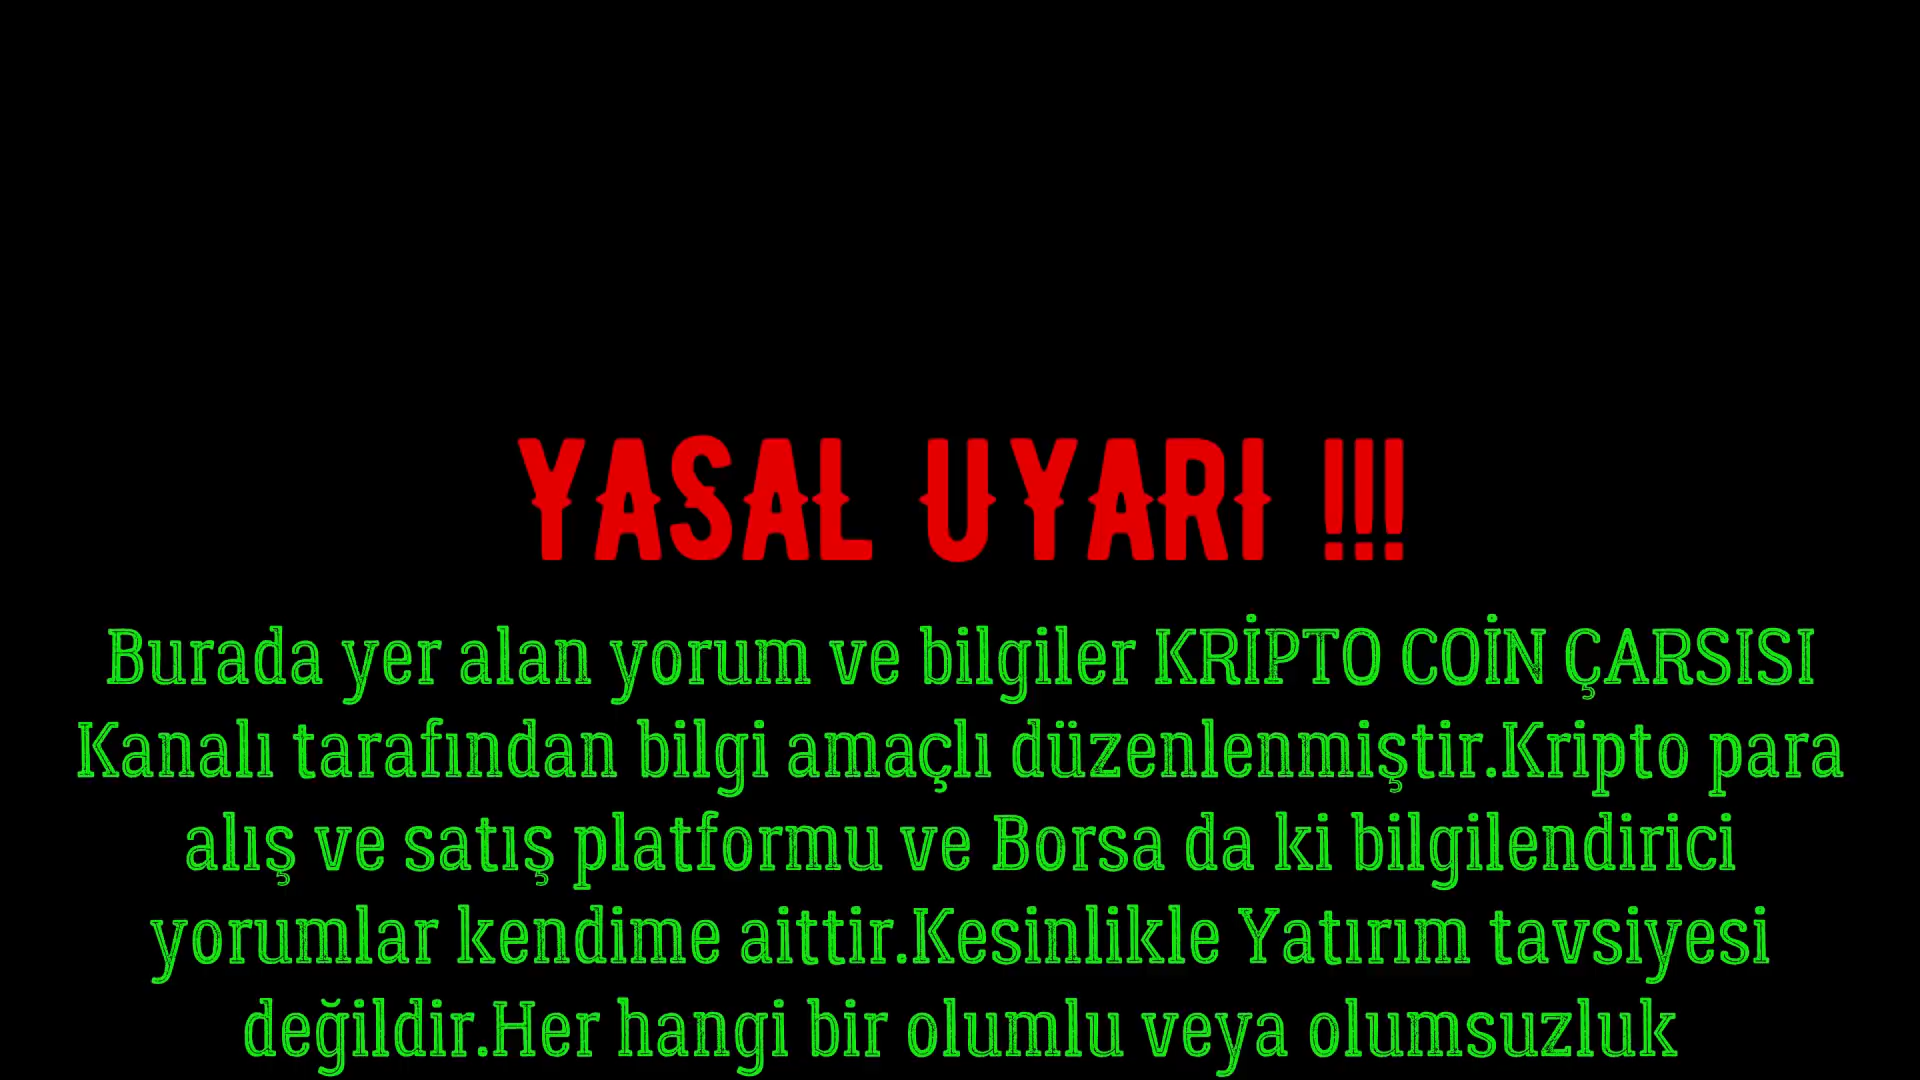 YASAL UYARI !!!
Burada yer alan yorum ve bilgiler KRİPTO COİN ÇARSISI
Kanalı tarafından bilgi amaçlı düzenlenmiştir.Kripto para
alış ve satış platformu ve Borsa da ki bilgilendirici
yorumlar kendime aittir.Kesinlikle Yatırım tavsiyesi
değildir.Her hangi bir olumlu veya olumsuzluk